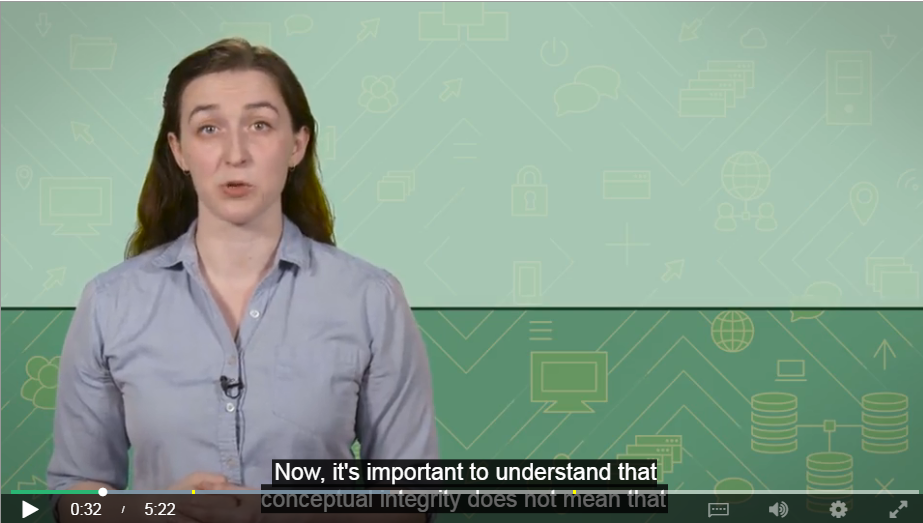 Now, it's important to understand that
conceptual integrity does not mean that
0:32 / 5:22